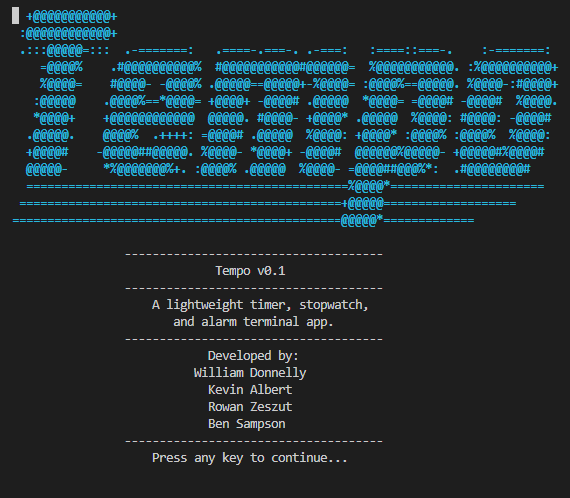 Tempo
Tempo v0.1
A lightweight timer, stopwatch,
and alarm terminal app.
Developed by:
William Donnelly
Kevin Albert
Rowan Zeszut
Ben Sampson
Press any key to continue...